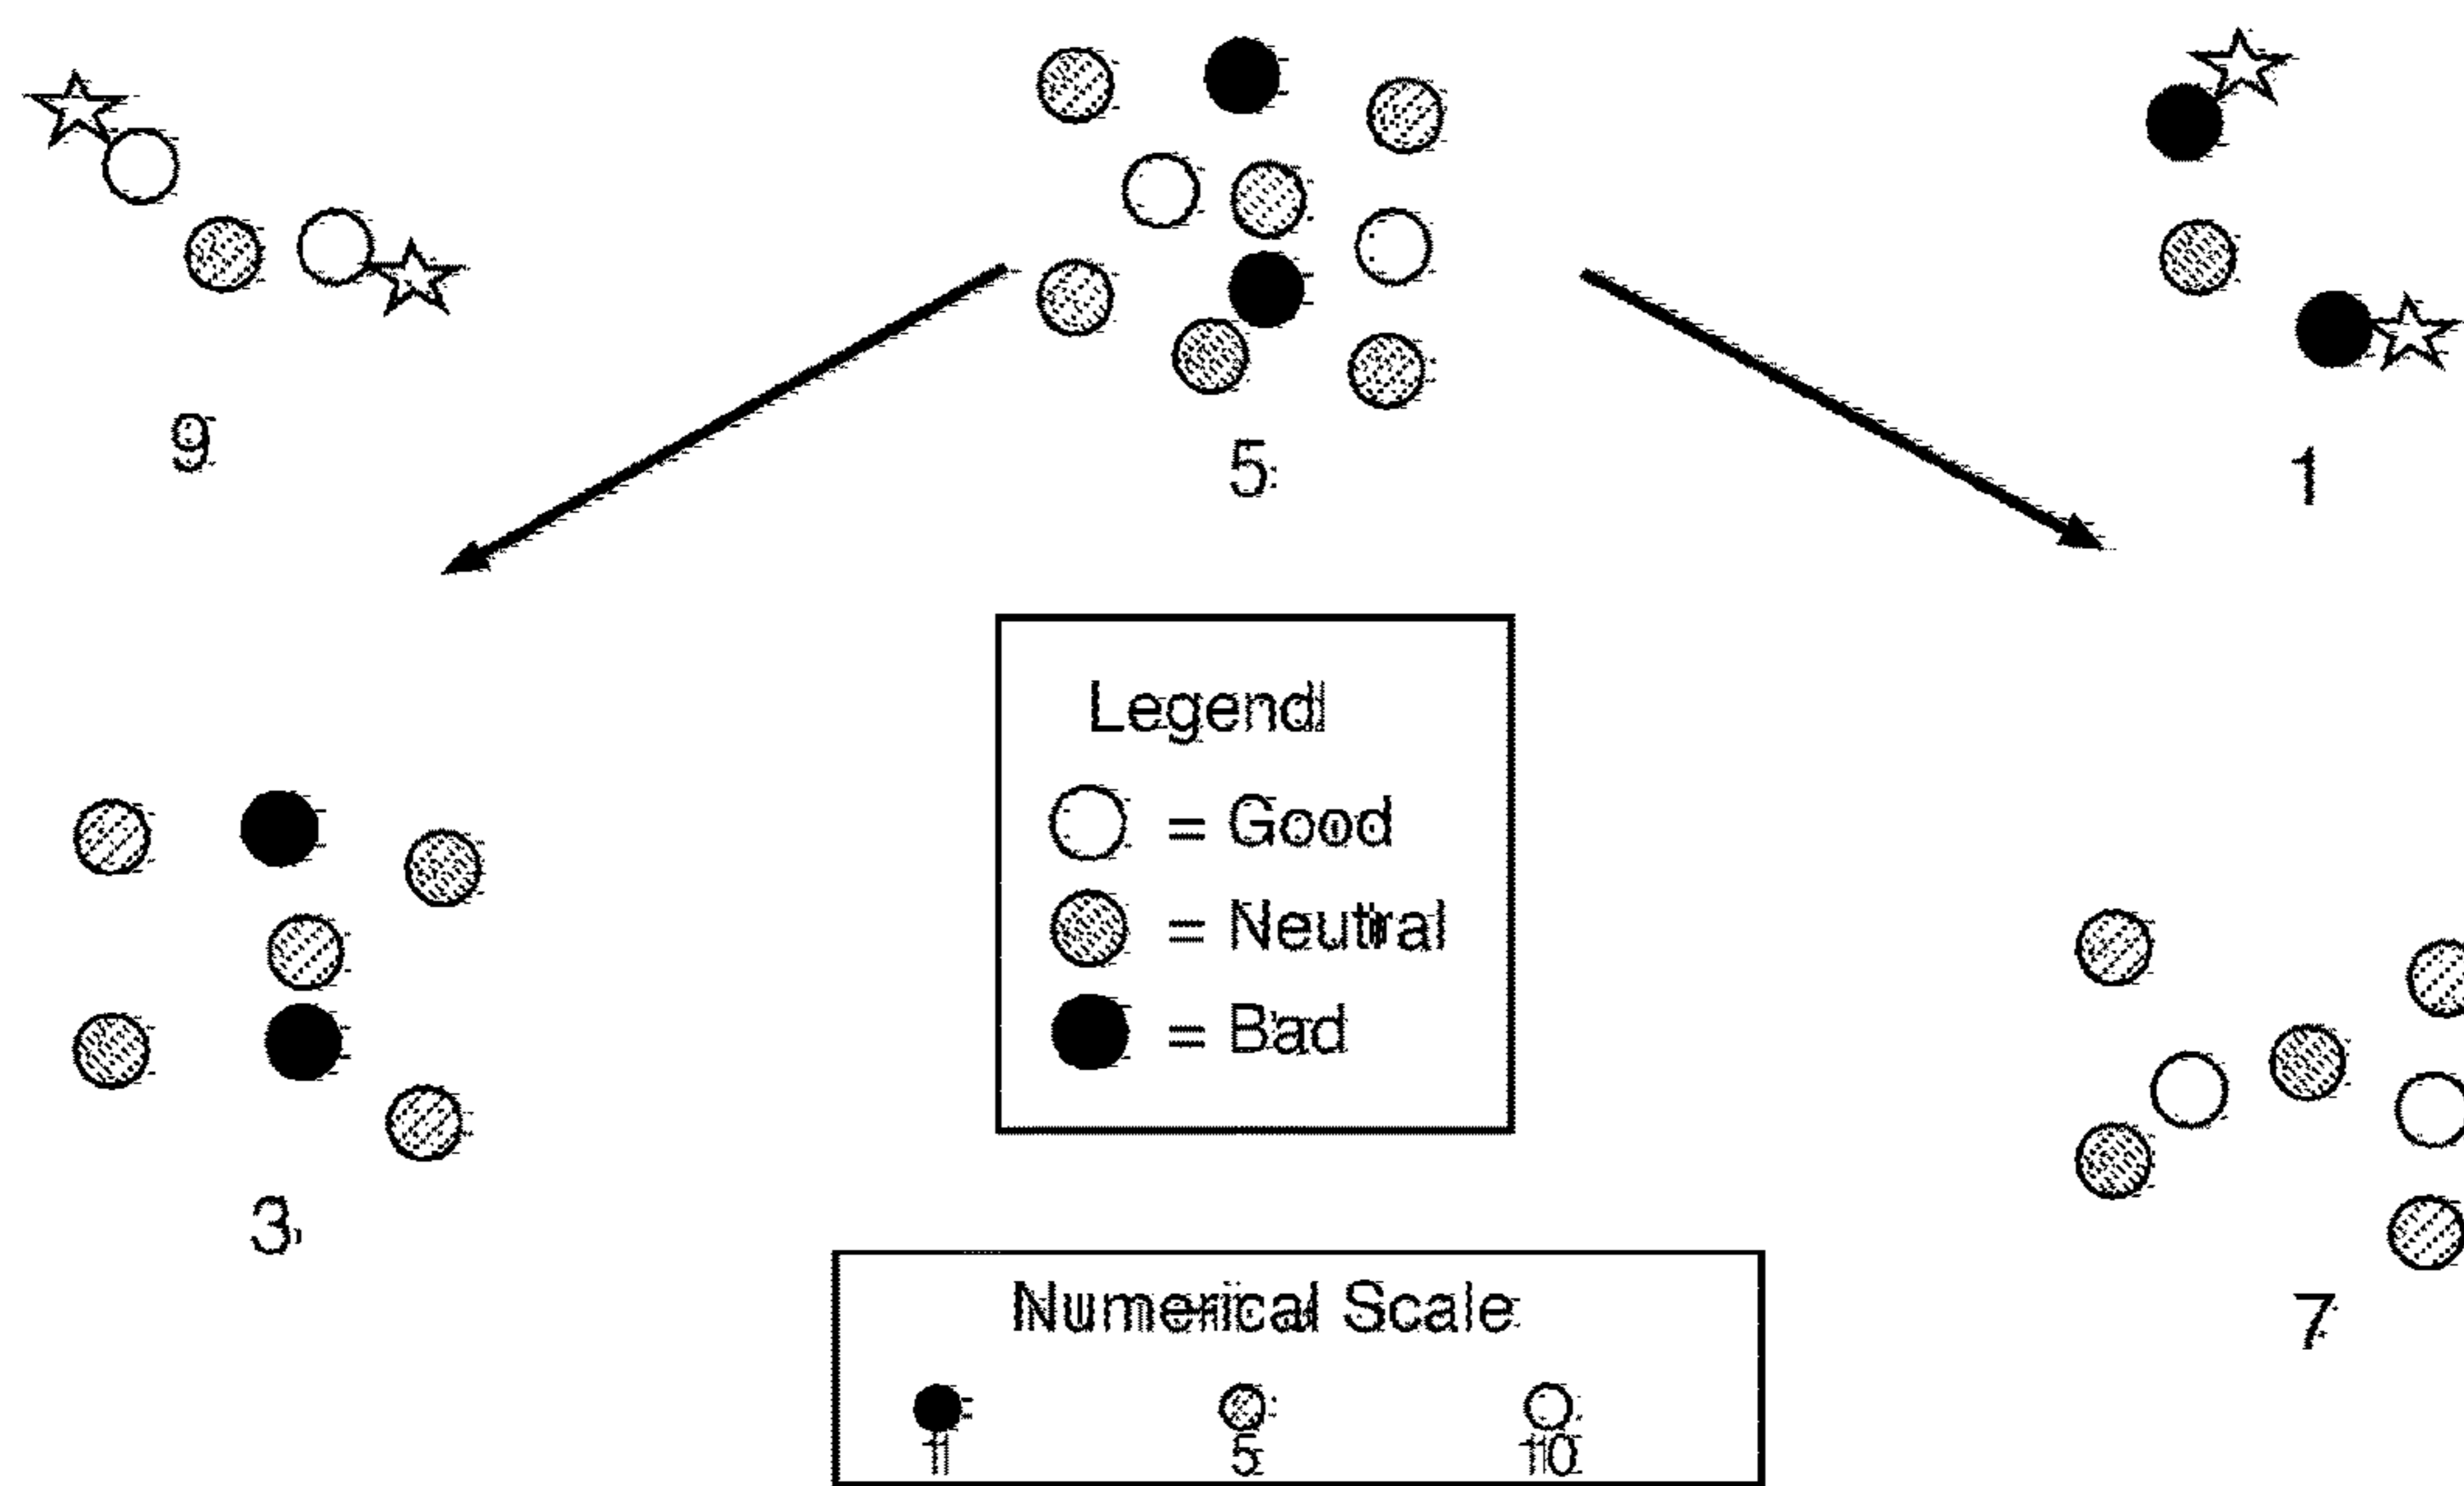 9
5
1
Legend
= Good
= Neutral
= Bad
3
7
Numerical Scale
1 5 10